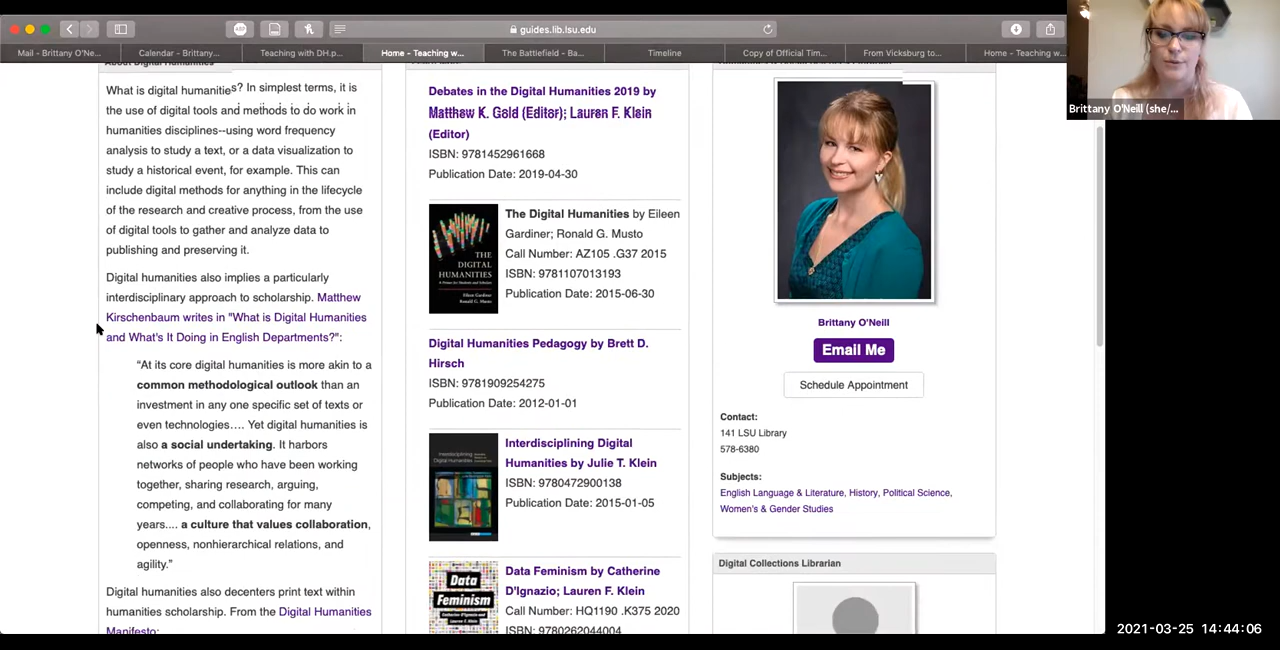 guides.lib.lsu.edu
Mail - Brittany O'Ne...
Calendar - Brittany...
Teaching with DH.p...
Home - Teaching w...
The Battlefield - Ba...
Timeline
Copy of Official Tim...
From Vicksburg to...
Home - Teaching w...
Brittany O'Neill (she/...
What is digital humanities? In simplest terms, it is
the use of digital tools and methods to do work in
humanities disciplines--using word frequency
analysis to study a text, or a data visualization to
study a historical event, for example. This can
include digital methods for anything in the lifecycle
of the research and creative process, from the use
of digital tools to gather and analyze data to
publishing and preserving it.
Digital humanities also implies a particularly
interdisciplinary approach to scholarship. Matthew
Kirschenbaum writes in "What is Digital Humanities
and What's It Doing in English Departments?":
"At its core digital humanities is more akin to a
common methodological outlook than an
investment in any one specific set of texts or
even technologies.... Yet digital humanities is
also a social undertaking. It harbors
networks of people who have been working
together, sharing research, arguing,
competing, and collaborating for many
years.... a culture that values collaboration,
openness, nonhierarchical relations, and
agility."
Digital humanities also decenters print text within
humanities scholarship. From the Digital Humanities
Manifesto:
Debates in the Digital Humanities 2019 by
Matthew K. Gold (Editor); Lauren F. Klein
(Editor)
ISBN: 9781452961668
Publication Date: 2019-04-30
THE
DIGITAL
HUMANITIES
Eileen Gardiner
Ronald G. Musto
The Digital Humanities by Eileen
Gardiner; Ronald G. Musto
Call Number: AZ105 .G37 2015
ISBN: 9781107013193
Publication Date: 2015-06-30
Digital Humanities Pedagogy by Brett D.
Hirsch
ISBN: 9781909254275
Publication Date: 2012-01-01
Interdisciplining Digital
Humanities by Julie T. Klein
ISBN: 9780472900138
Publication Date: 2015-01-05
Data
Feminism
Data Feminism by Catherine
D'Ignazio; Lauren F. Klein
Call Number: HQ1190 .K375 2020
ISBN: 9780262044004
Brittany O'Neill
Email Me
Schedule Appointment
Contact:
141 LSU Library
578-6380
Subjects:
English Language & Literature, History, Political Science,
Women's & Gender Studies
Digital Collections Librarian
2021-03-25 14:44:06